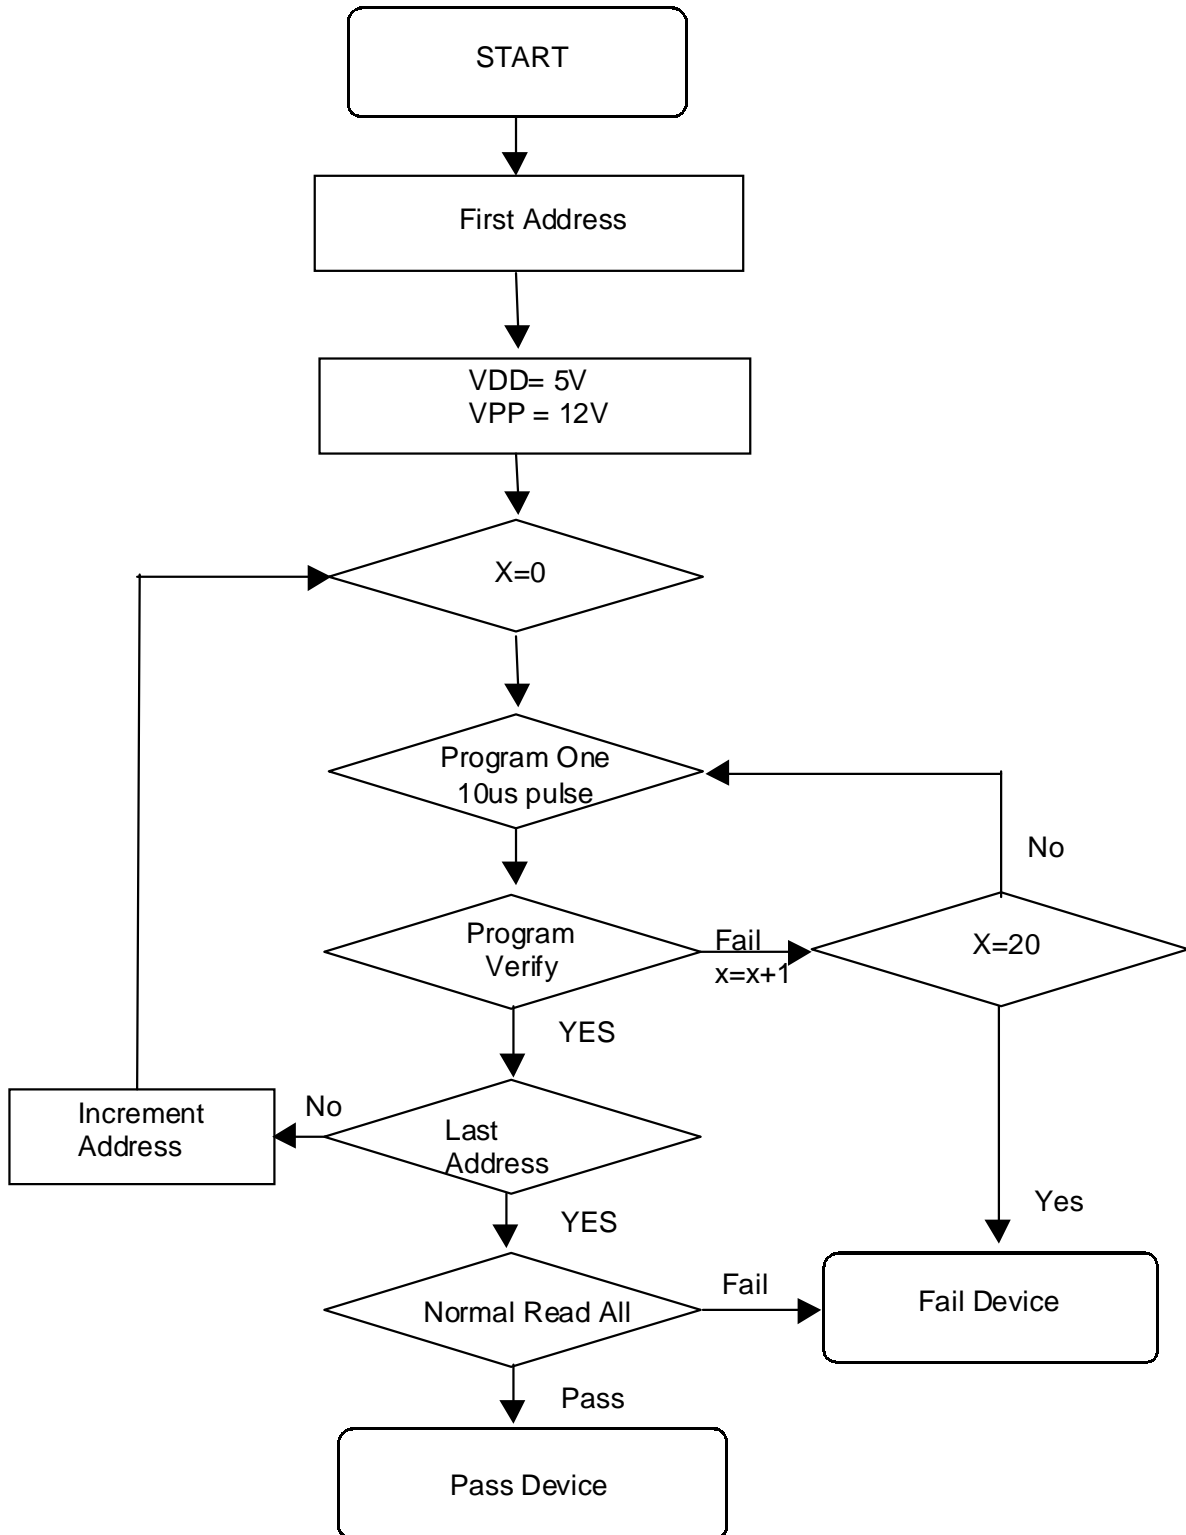 START
First Address
VDD= 5V
VPP = 12V
X=0
Program One
10us pulse
No
Program
Verify
Fail
x=x+1
X=20
YES
Increment
Address
No
Last
Address
YES
Yes
Normal Read All
Fail
Fail Device
Pass
Pass Device